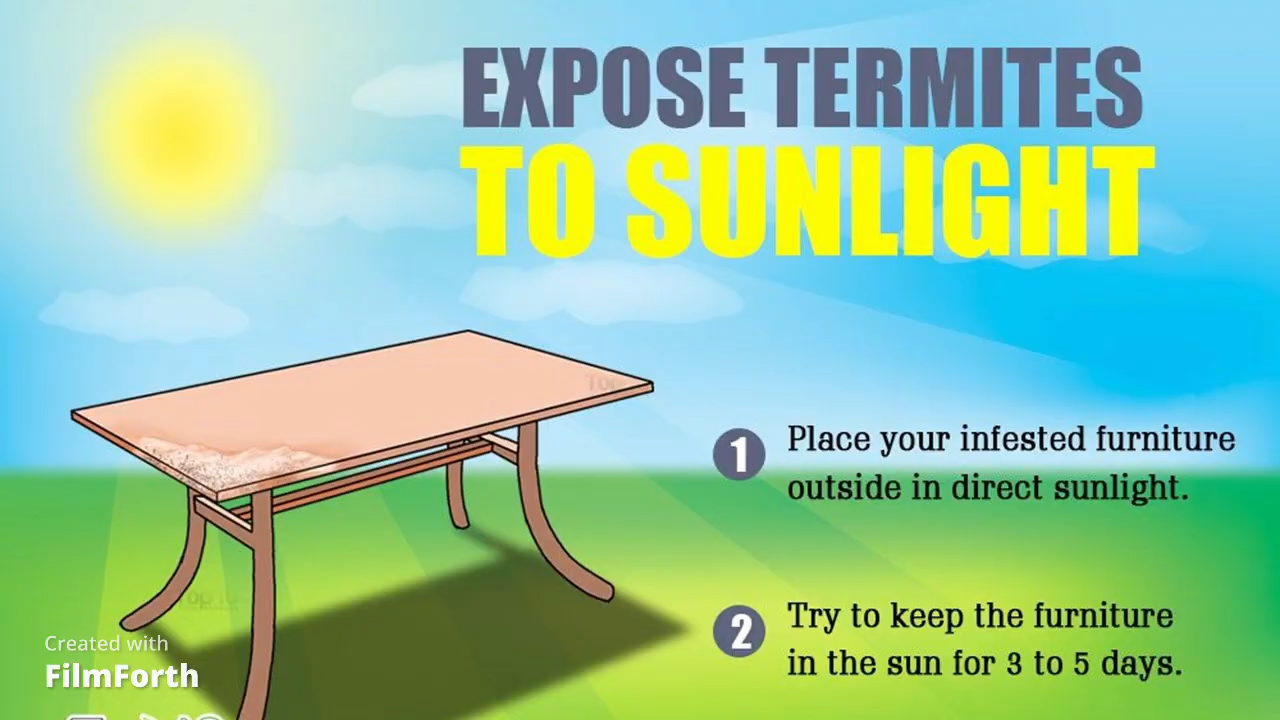 EXPOSE TERMITES
TO SUNLIGHT
1 Place your infested furniture
outside in direct sunlight.
2 Try to keep the furniture
in the sun for 3 to 5 days.
Created with
FilmForth